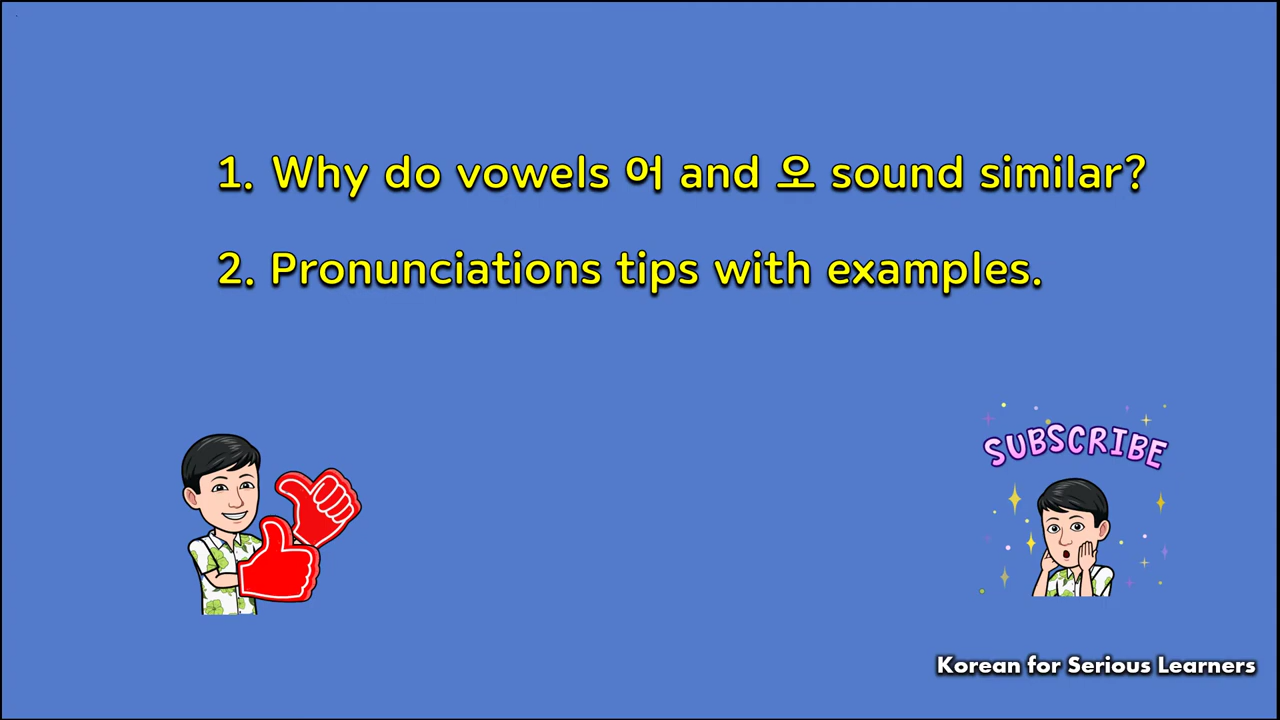 1. Why do vowels 어 and 오 sound similar?
2. Pronunciations tips with examples.
SUBSCRIBE
Korean for Serious Learners